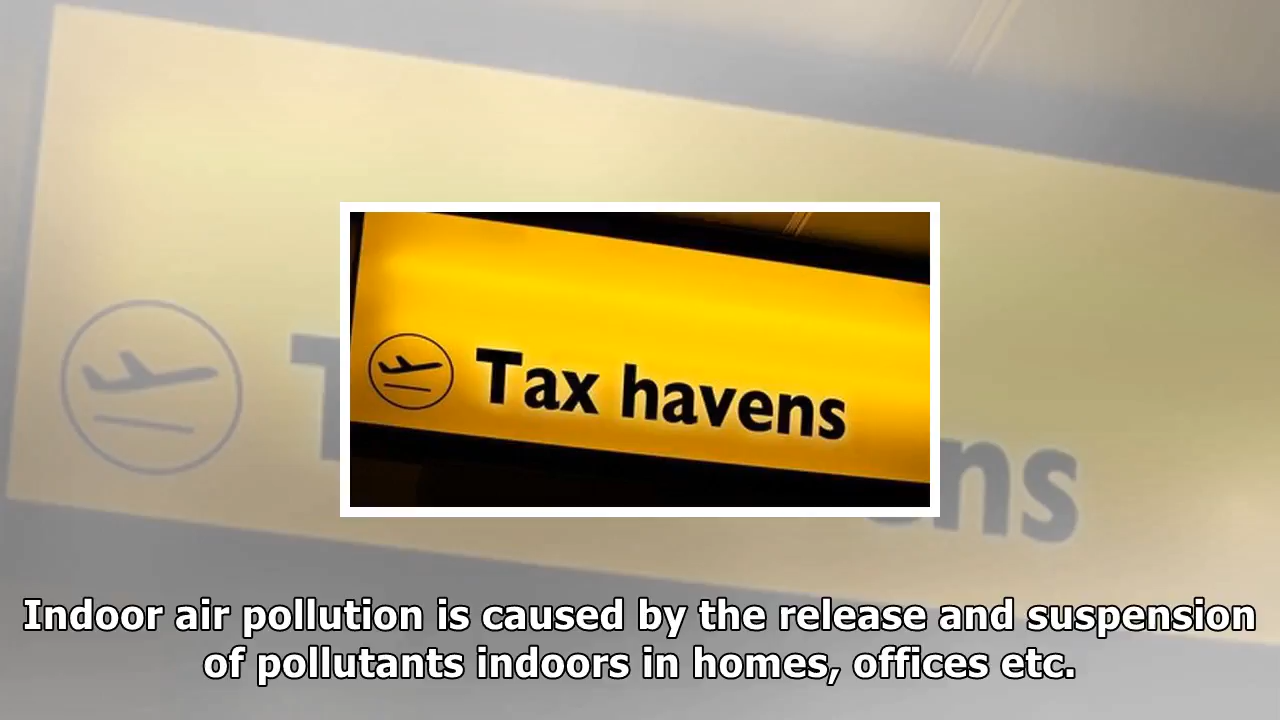 Tax havens
Indoor air pollution is caused by the release and suspension
of pollutants indoors in homes, offices etc.